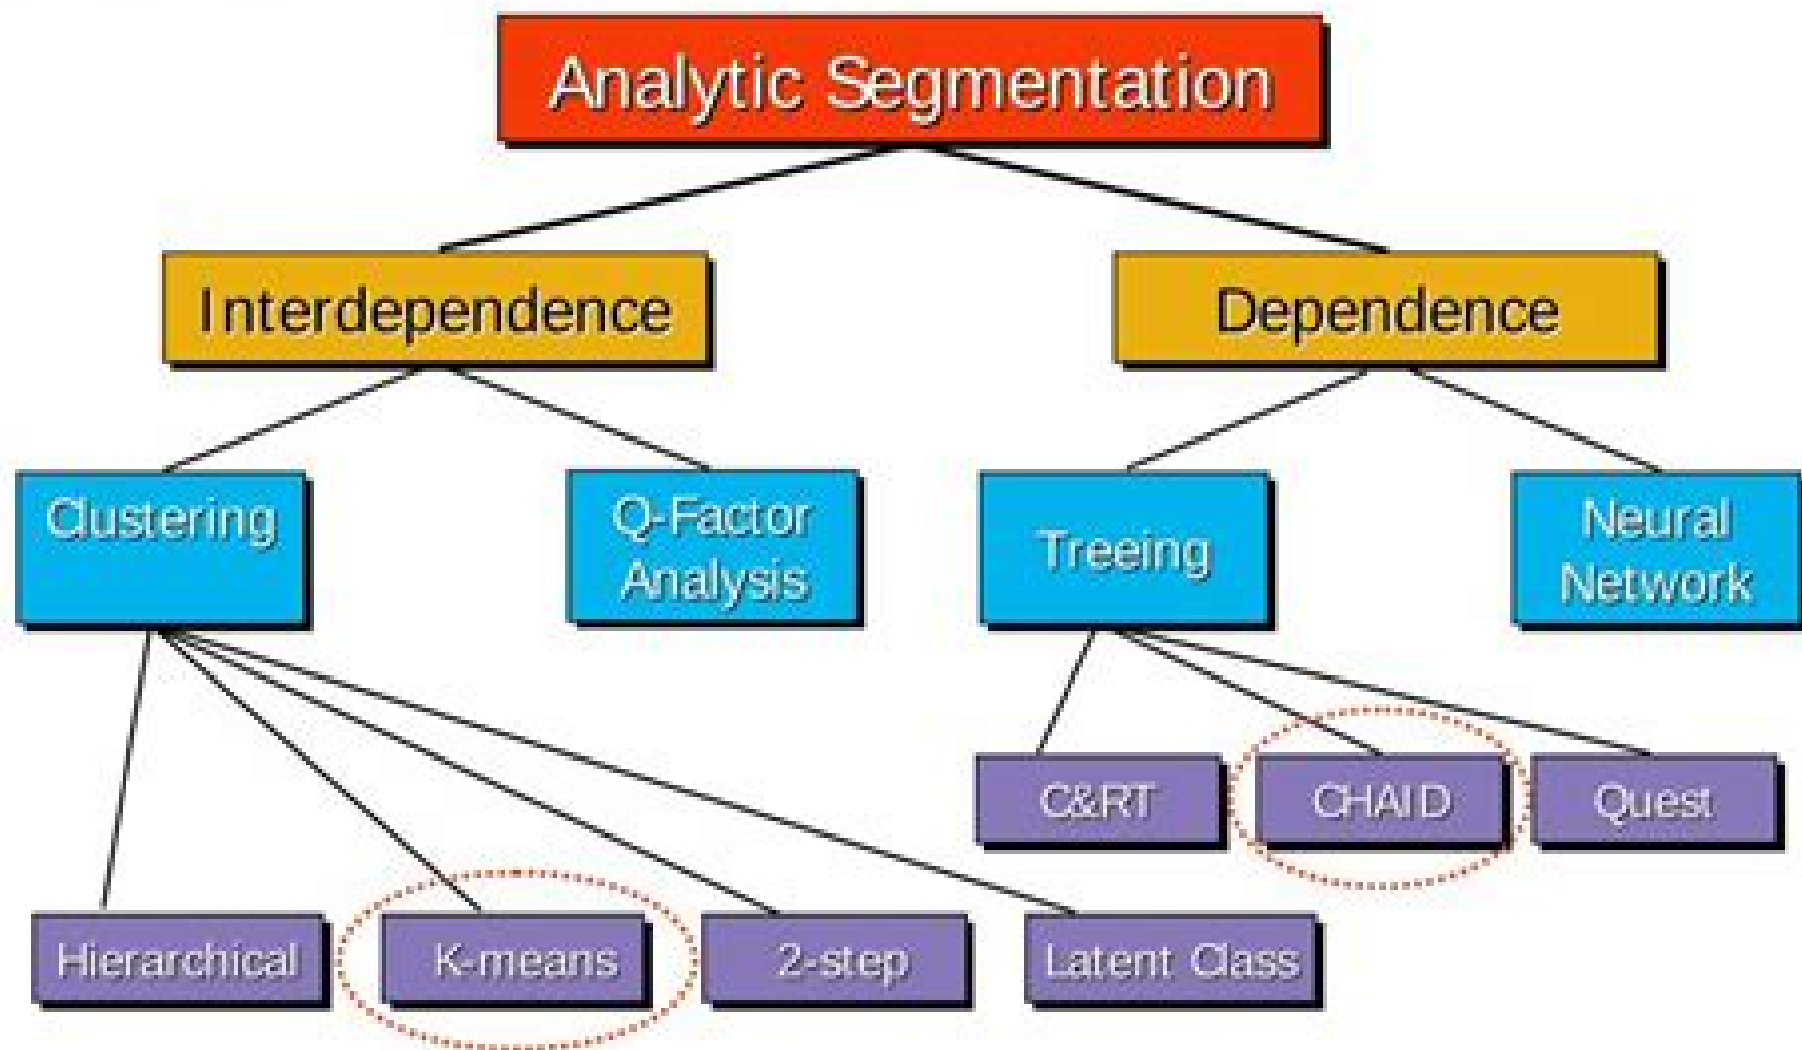 Analytic Segmentation
Interdependence
Dependence
Clustering
Q-Factor
Analysis
Treeing
Neural
Network
C&RT
CHAID
Quest
Hierarchical
K-means
2-step
Latent Class